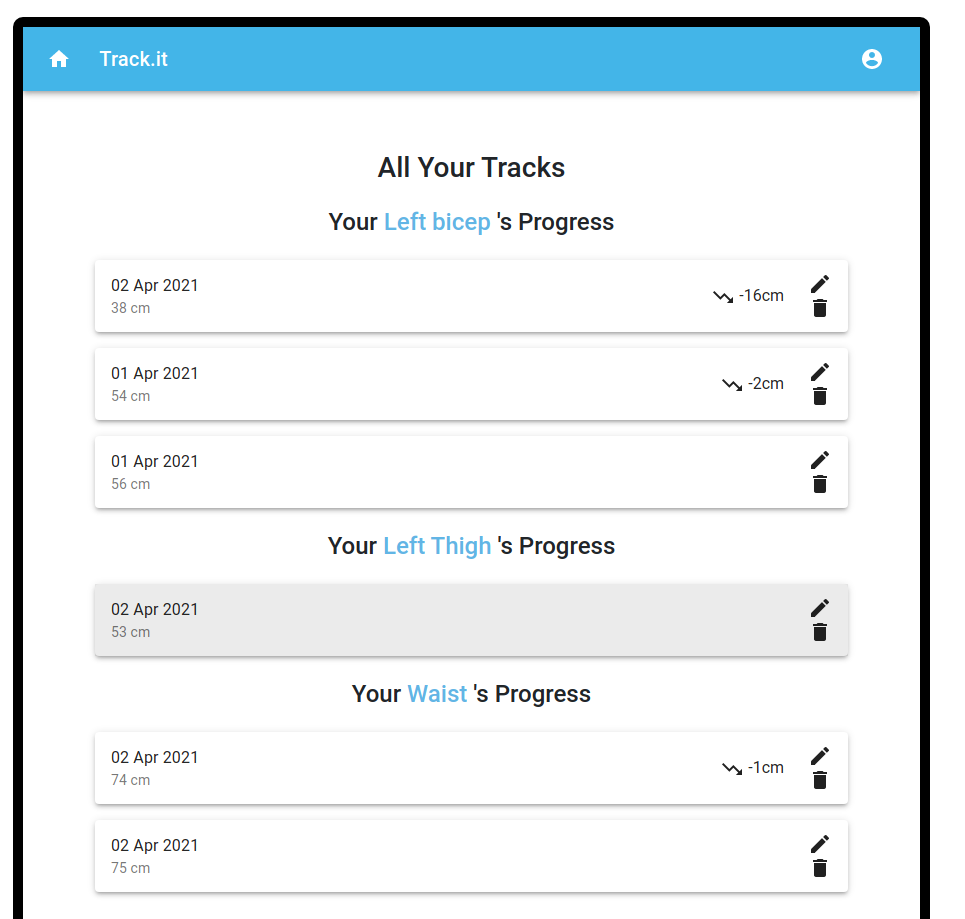 Track.it
All Your Tracks
Your Left bicep 's Progress
02 Apr 2021
38 cm
-16cm
01 Apr 2021
54 cm
-2cm
01 Apr 2021
56 cm
Your Left Thigh 's Progress
02 Apr 2021
53 cm
Your Waist 's Progress
02 Apr 2021
74 cm
-1cm
02 Apr 2021
75 cm